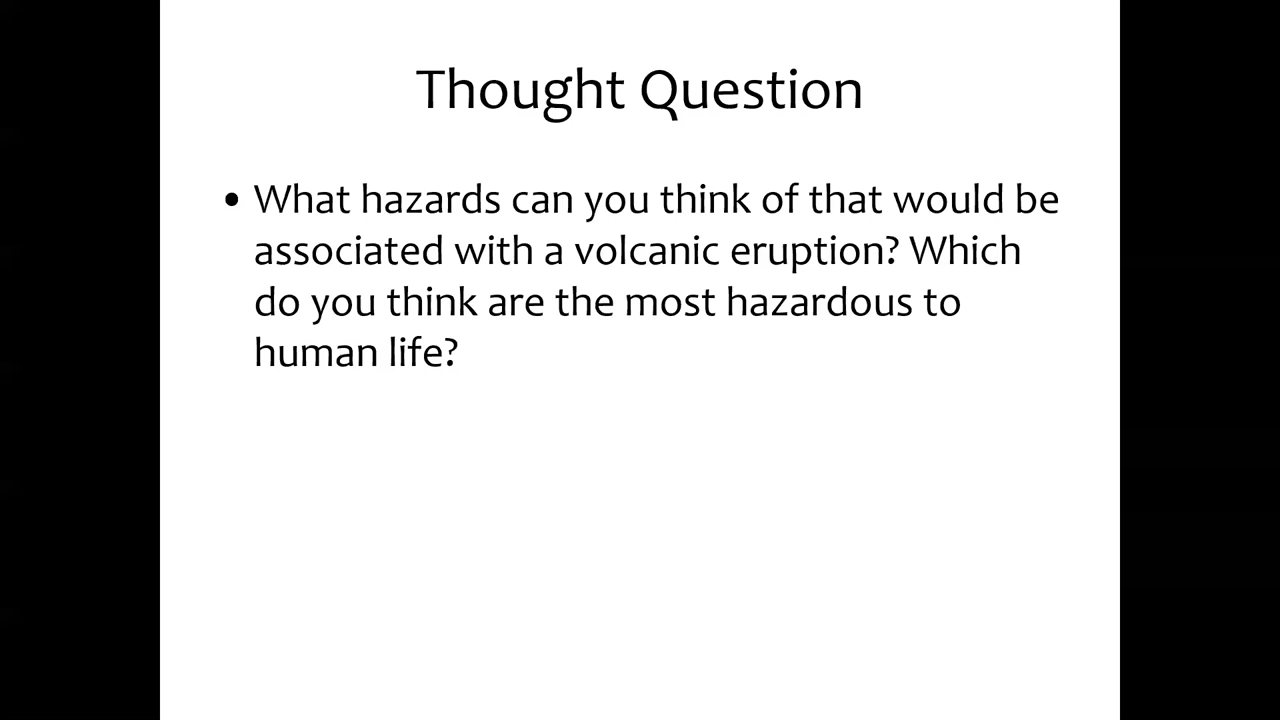 Thought Question
• What hazards can you think of that would be
associated with a volcanic eruption? Which
do you think are the most hazardous to
human life?